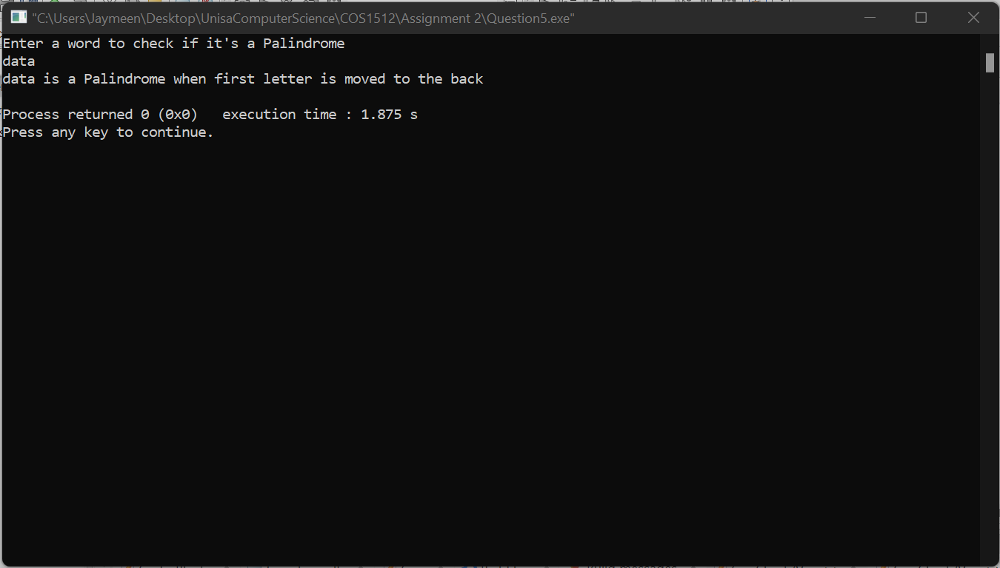 "C:\Users\Jaymeen\Desktop\UnisaComputerScience\COS1512\Assignment 2\Question5.exe"
Enter a word to check if it's a Palindrome
data
data is a Palindrome when first letter is moved to the back
Process returned 0 (0x0)   execution time : 1.875 s
Press any key to continue.